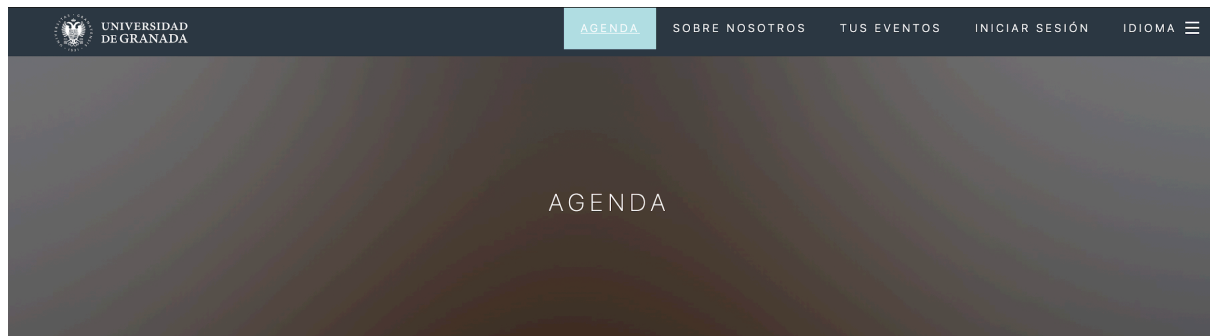 UNIVERSIDAD
DE GRANADA
AGENDA SOBRE NOSOTROS TUS EVENTOS INICIAR SESIÓN IDIOMA
AGENDA